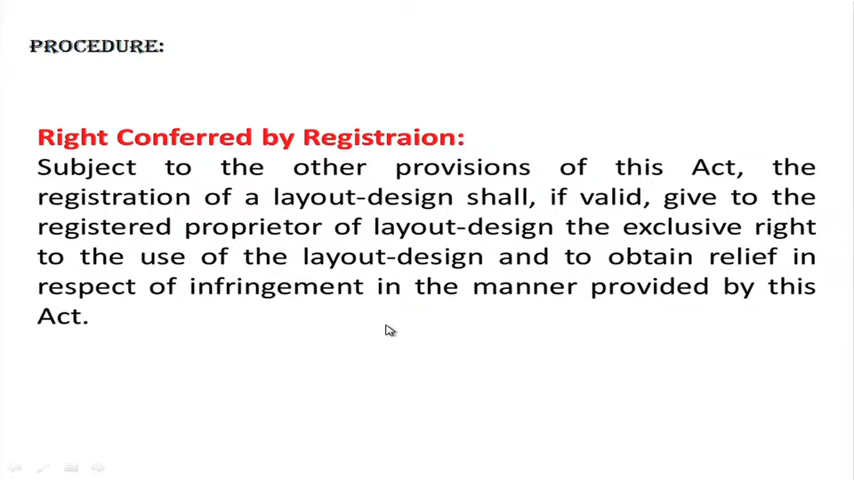 PROCEDURE:
Right Conferred by Registraion:
Subject to the other provisions of this Act, the
registration of a layout-design shall, if valid, give to the
registered proprietor of layout-design the exclusive right
to the use of the layout-design and to obtain relief in
respect of infringement in the manner provided by this
Act.